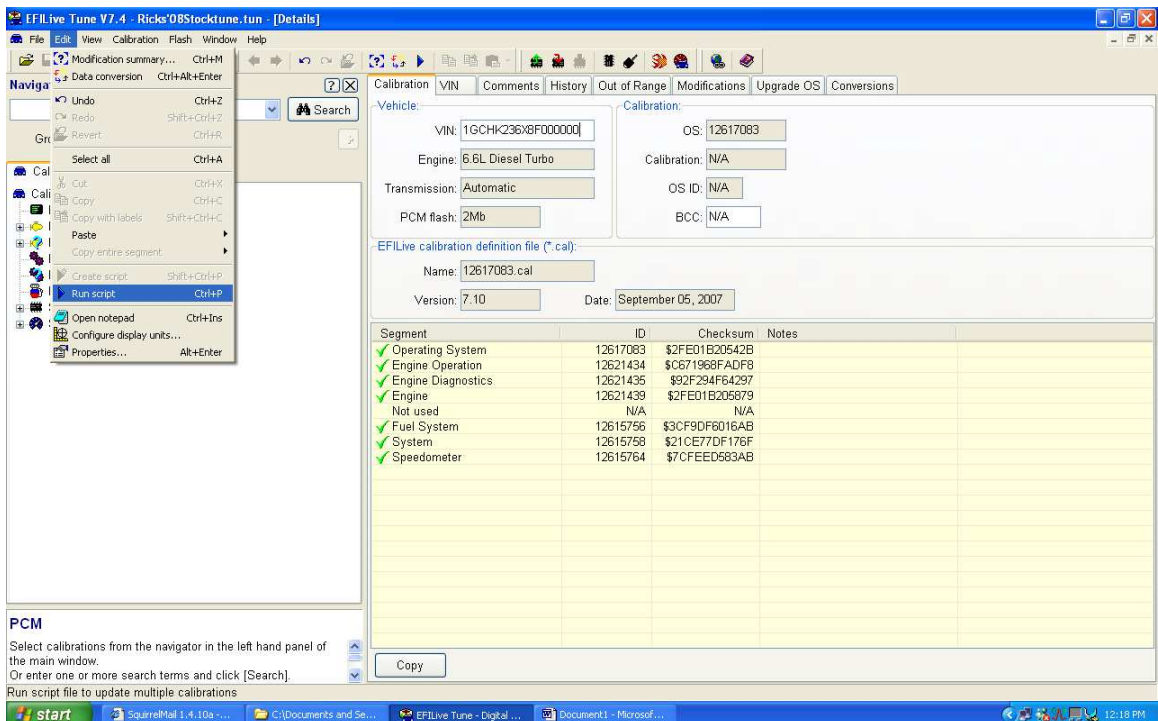 EFILive Tune V7.4 - Ricks'08Stocktune.tun - [Details]
File Edit View Calibration Flash Window Help
Modification summary... Ctrl+M
Data conversion Ctrl+Alt+Enter
Undo Ctrl+Z
Redo Shift+Ctrl+Z
Revert Ctrl+R
Select all Ctrl+A
Cut Ctrl+X
Copy Ctrl+C
Copy with labels Shift+Ctrl+C
Paste
Copy entire segment
Create script Shift+Ctrl+P
Run script Ctrl+P
Open notepad Ctrl+Ins
Configure display units...
Properties... Alt+Enter
Search
Calibration VIN Comments History Out of Range Modifications Upgrade OS Conversions
Vehicle:
VIN: 1GCHK236X8F000000
Engine: 6.6L Diesel Turbo
Transmission: Automatic
PCM flash: 2Mb
Calibration:
OS: 12617083
Calibration: N/A
OS ID: N/A
BCC: N/A
EFILive calibration definition file (*.cal):
Name: 12617083.cal
Version: 7.10 Date: September 05, 2007
Segment ID Checksum Notes
Operating System 12617083 $2FE01B20542B
Engine Operation 12621434 $C671968FADF8
Engine Diagnostics 12621435 $92F294F64297
Engine 12621439 $2FE01B205879
Not used N/A N/A
Fuel System 12615756 $3CF9DF6016AB
System 12615758 $21CE77DF176F
Speedometer 12615764 $7CFEED583AB
Copy
PCM
Select calibrations from the navigator in the left hand panel of
the main window.
Or enter one or more search terms and click [Search].
Run script file to update multiple calibrations
start SquirrelMail 1.4.10a -... C:\Documents and Se... EFILive Tune - Digital ... Document1 - Microsof... 12:18 PM